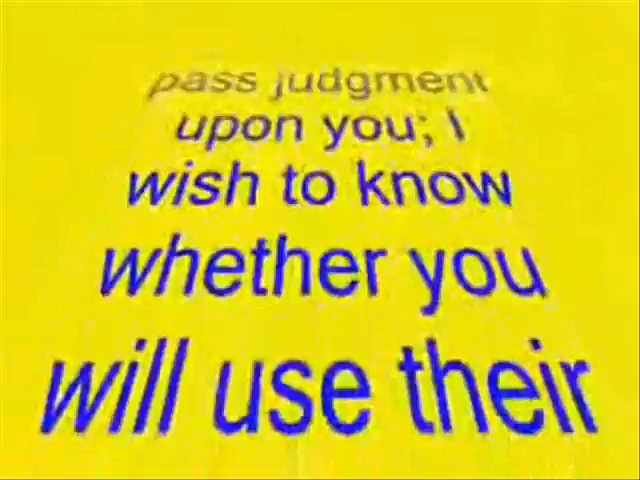 pass judgment
upon you; I
wish to know
whether you
will use their